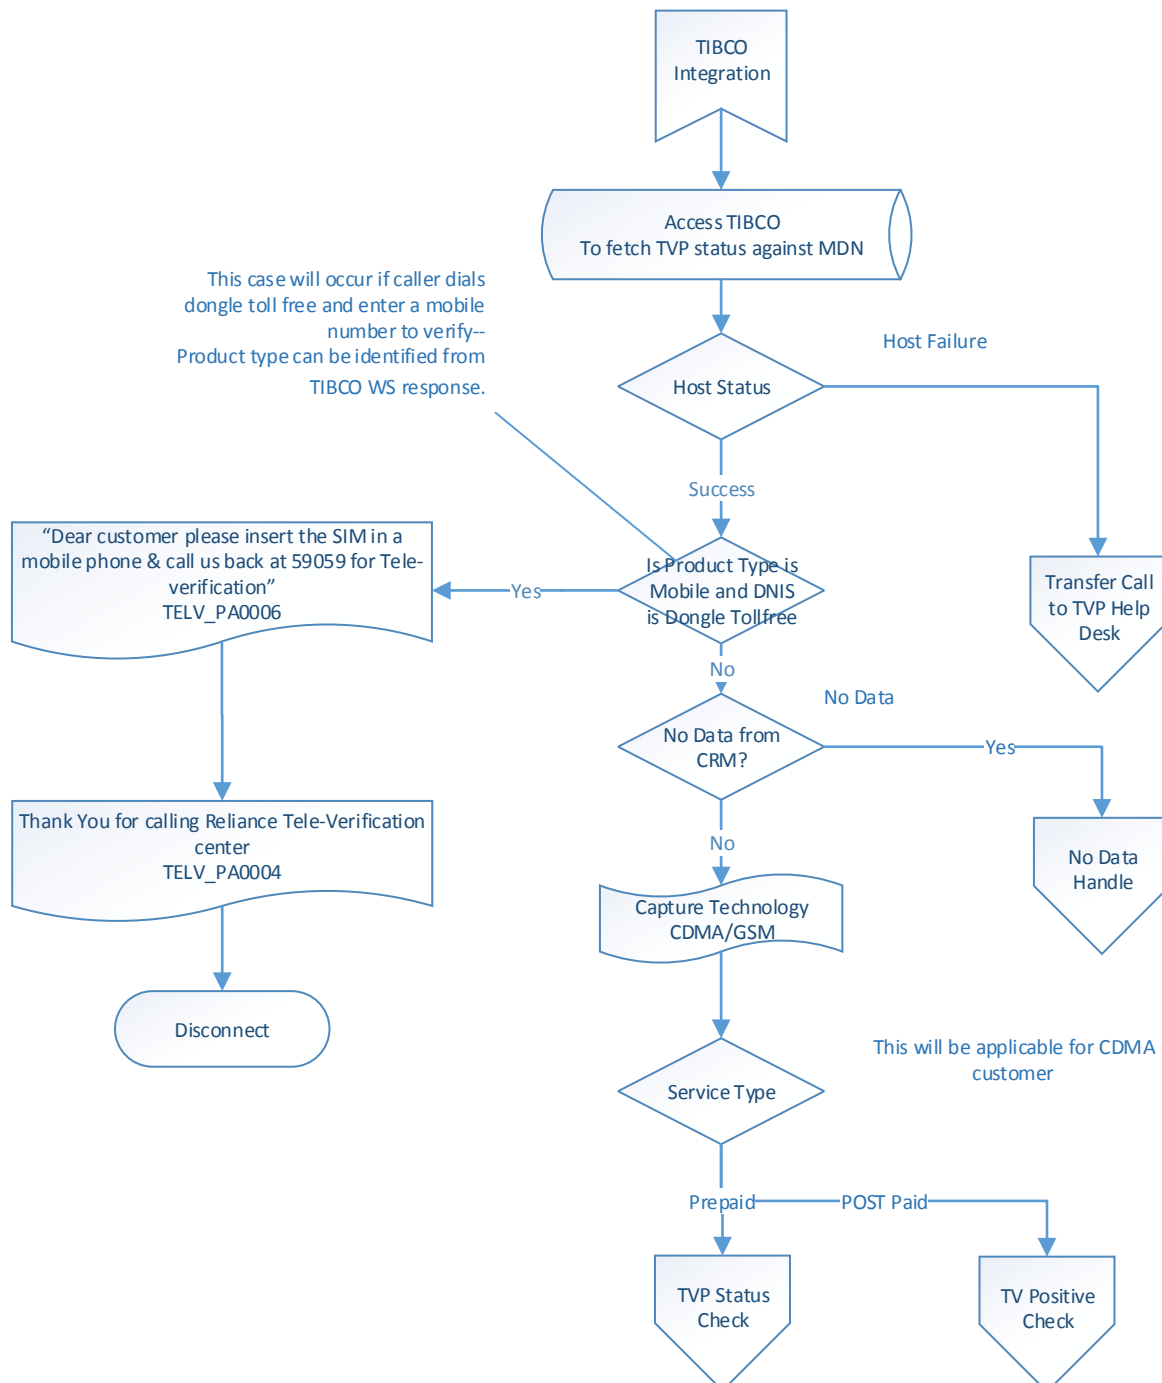 TIBCO
Integration
Access TIBCO
To fetch TVP status against MDN
This case will occur if caller dials
dongle toll free and enter a mobile
number to verify--
Product type can be identified from
TIBCO WS response.
Host Failure
Host Status
Success
“Dear customer please insert the SIM in a
mobile phone & call us back at 59059 for Tele-
verification”
TELV_PA0006
Yes
Is Product Type is
Mobile and DNIS
is Dongle Tollfree
Transfer Call
to TVP Help
Desk
No
No Data
No Data from
CRM?
Yes
Thank You for calling Reliance Tele-Verification
center
TELV_PA0004
No
No Data
Handle
Capture Technology
CDMA/GSM
Disconnect
This will be applicable for CDMA
customer
Service Type
Prepaid
POST Paid
TVP Status
Check
TV Positive
Check